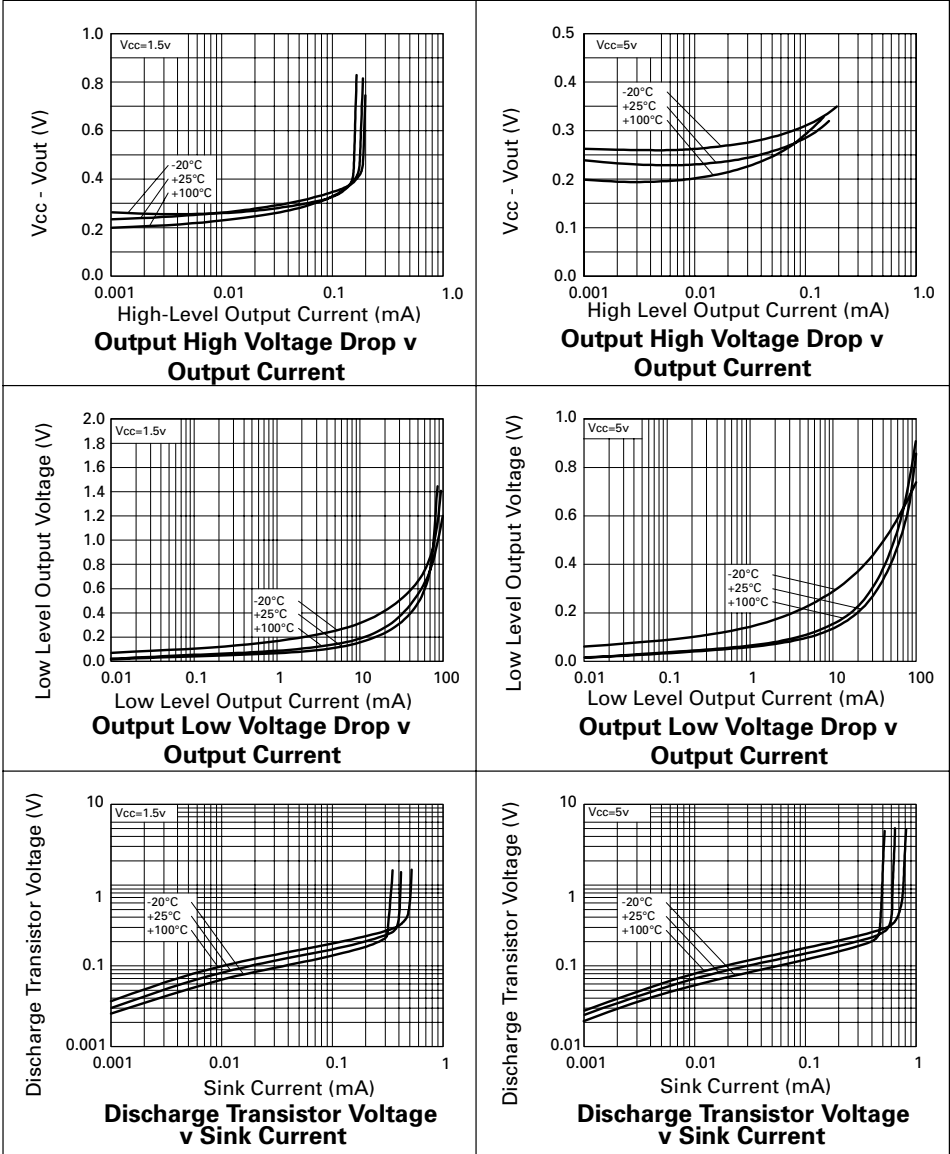 1.0
Vcc=1.5v
0.8
0.6
0.4
0.2
0.0
-20°C
+25°C
+100°C
Vcc - Vout (V)
0.001 0.01 0.1 1.0
High-Level Output Current (mA)
Output High Voltage Drop v
Output Current
0.5
Vcc=5v
0.4
0.3
0.2
0.1
0.0
-20°C
+25°C
+100°C
Vcc - Vout (V)
0.001 0.01 0.1 1.0
High Level Output Current (mA)
Output High Voltage Drop v
Output Current
2.0
Vcc=1.5v
1.8
1.6
1.4
1.2
1.0
0.8
0.6
0.4
0.2
0.0
-20°C
+25°C
+100°C
Low Level Output Voltage (V)
0.01 0.1 1 10 100
Low Level Output Current (mA)
Output Low Voltage Drop v
Output Current
1.0
Vcc=5v
0.8
0.6
0.4
0.2
0.0
-20°C
+25°C
+100°C
Low Level Output Voltage (V)
0.01 0.1 1 10 100
Low Level Output Current (mA)
Output Low Voltage Drop v
Output Current
10
Vcc=1.5v
1
0.1
0.001
-20°C
+25°C
+100°C
Discharge Transistor Voltage (V)
0.001 0.01 0.1 1
Sink Current (mA)
Discharge Transistor Voltage
v Sink Current
10
Vcc=5v
1
0.1
0.01
-20°C
+25°C
+100°C
Discharge Transistor Voltage (V)
0.001 0.01 0.1 1
Sink Current (mA)
Discharge Transistor Voltage
v Sink Current